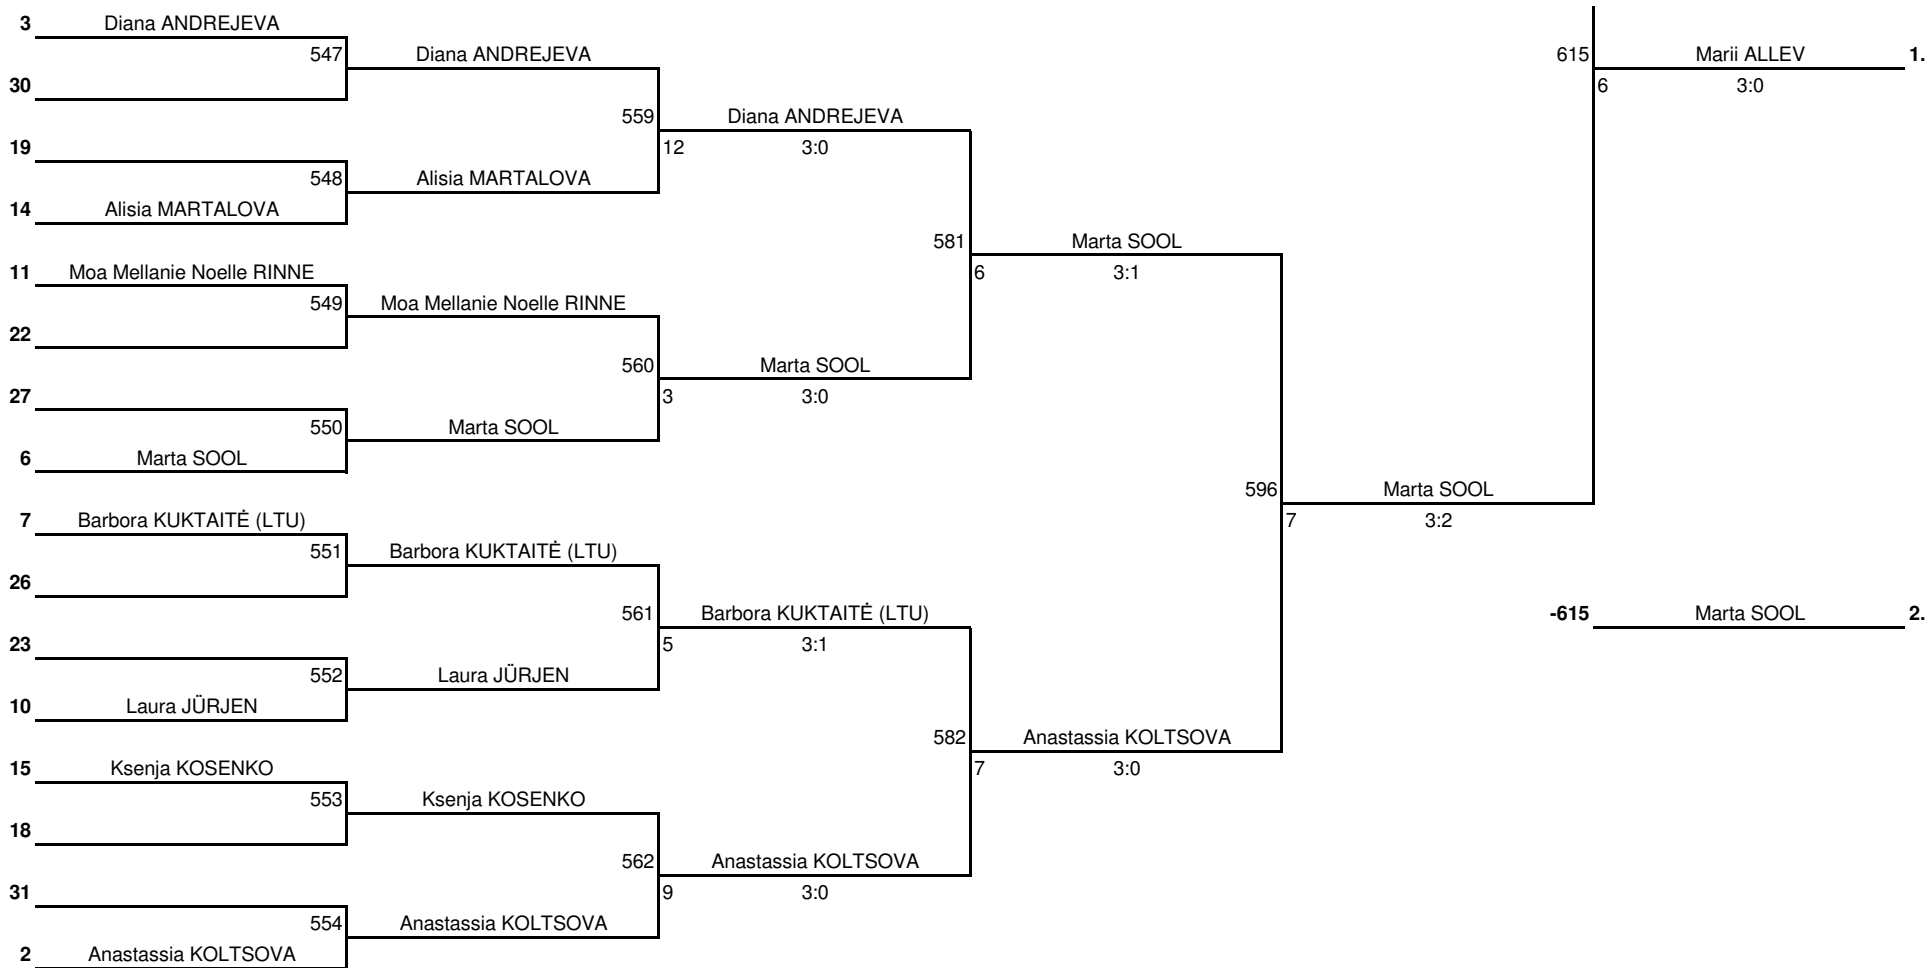 3 Diana ANDREJEVA
547 Diana ANDREJEVA 615 Marii ALLEV 1.
30 6 3:0
559 Diana ANDREJEVA
19 12 3:0
548 Alisia MARTALOVA
14 Alisia MARTALOVA
581 Marta SOOL
11 Moa Mellanie Noelle RINNE 6 3:1
549 Moa Mellanie Noelle RINNE
22
560 Marta SOOL
27 3 3:0
550 Marta SOOL
6 Marta SOOL
596 Marta SOOL
7 Barbora KUKTAITĖ (LTU) 7 3:2
551 Barbora KUKTAITĖ (LTU)
26
561 Barbora KUKTAITĖ (LTU) -615 Marta SOOL 2.
23 5 3:1
552 Laura JÜRJEN
10 Laura JÜRJEN
582 Anastassia KOLTSOVA
15 Ksenja KOSENKO 7 3:0
553 Ksenja KOSENKO
18
562 Anastassia KOLTSOVA
31 9 3:0
554 Anastassia KOLTSOVA
2 Anastassia KOLTSOVA